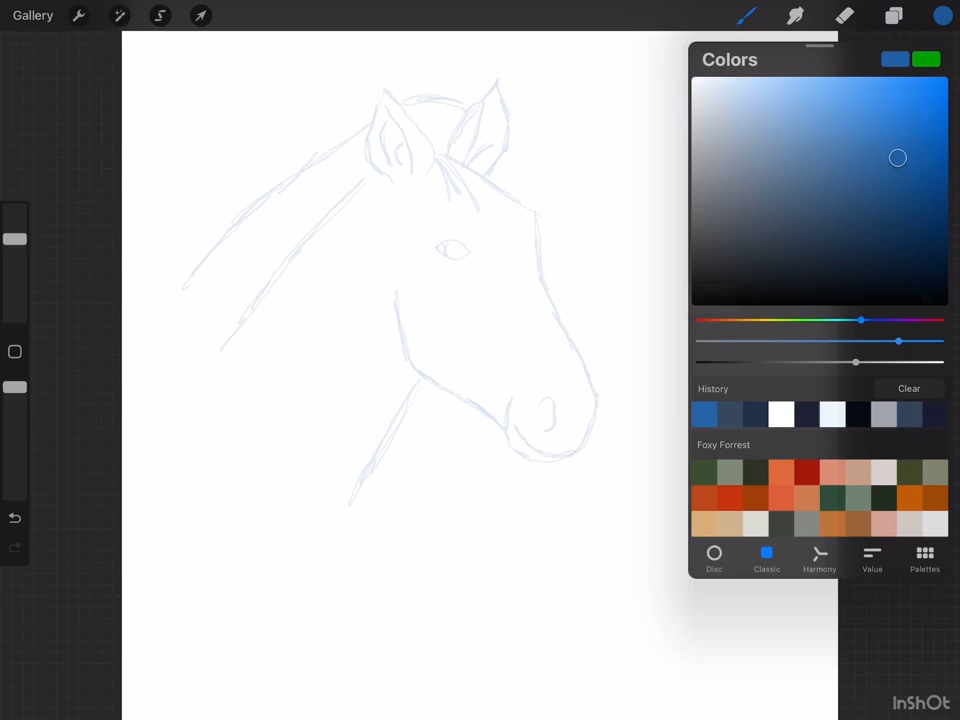 Gallery
Colors
History
Clear
Foxy Forrest
Disc
Classic
Harmony
Value
Palettes
InShOt